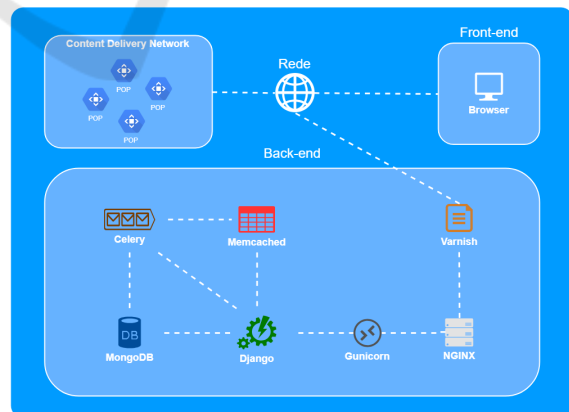 Front-end
Content Delivery Network
Rede
POP
POP
POP
POP
Browser
Back-end
Celery
Memcached
Varnish
DB
MongoDB
Django
Gunicorn
NGINX